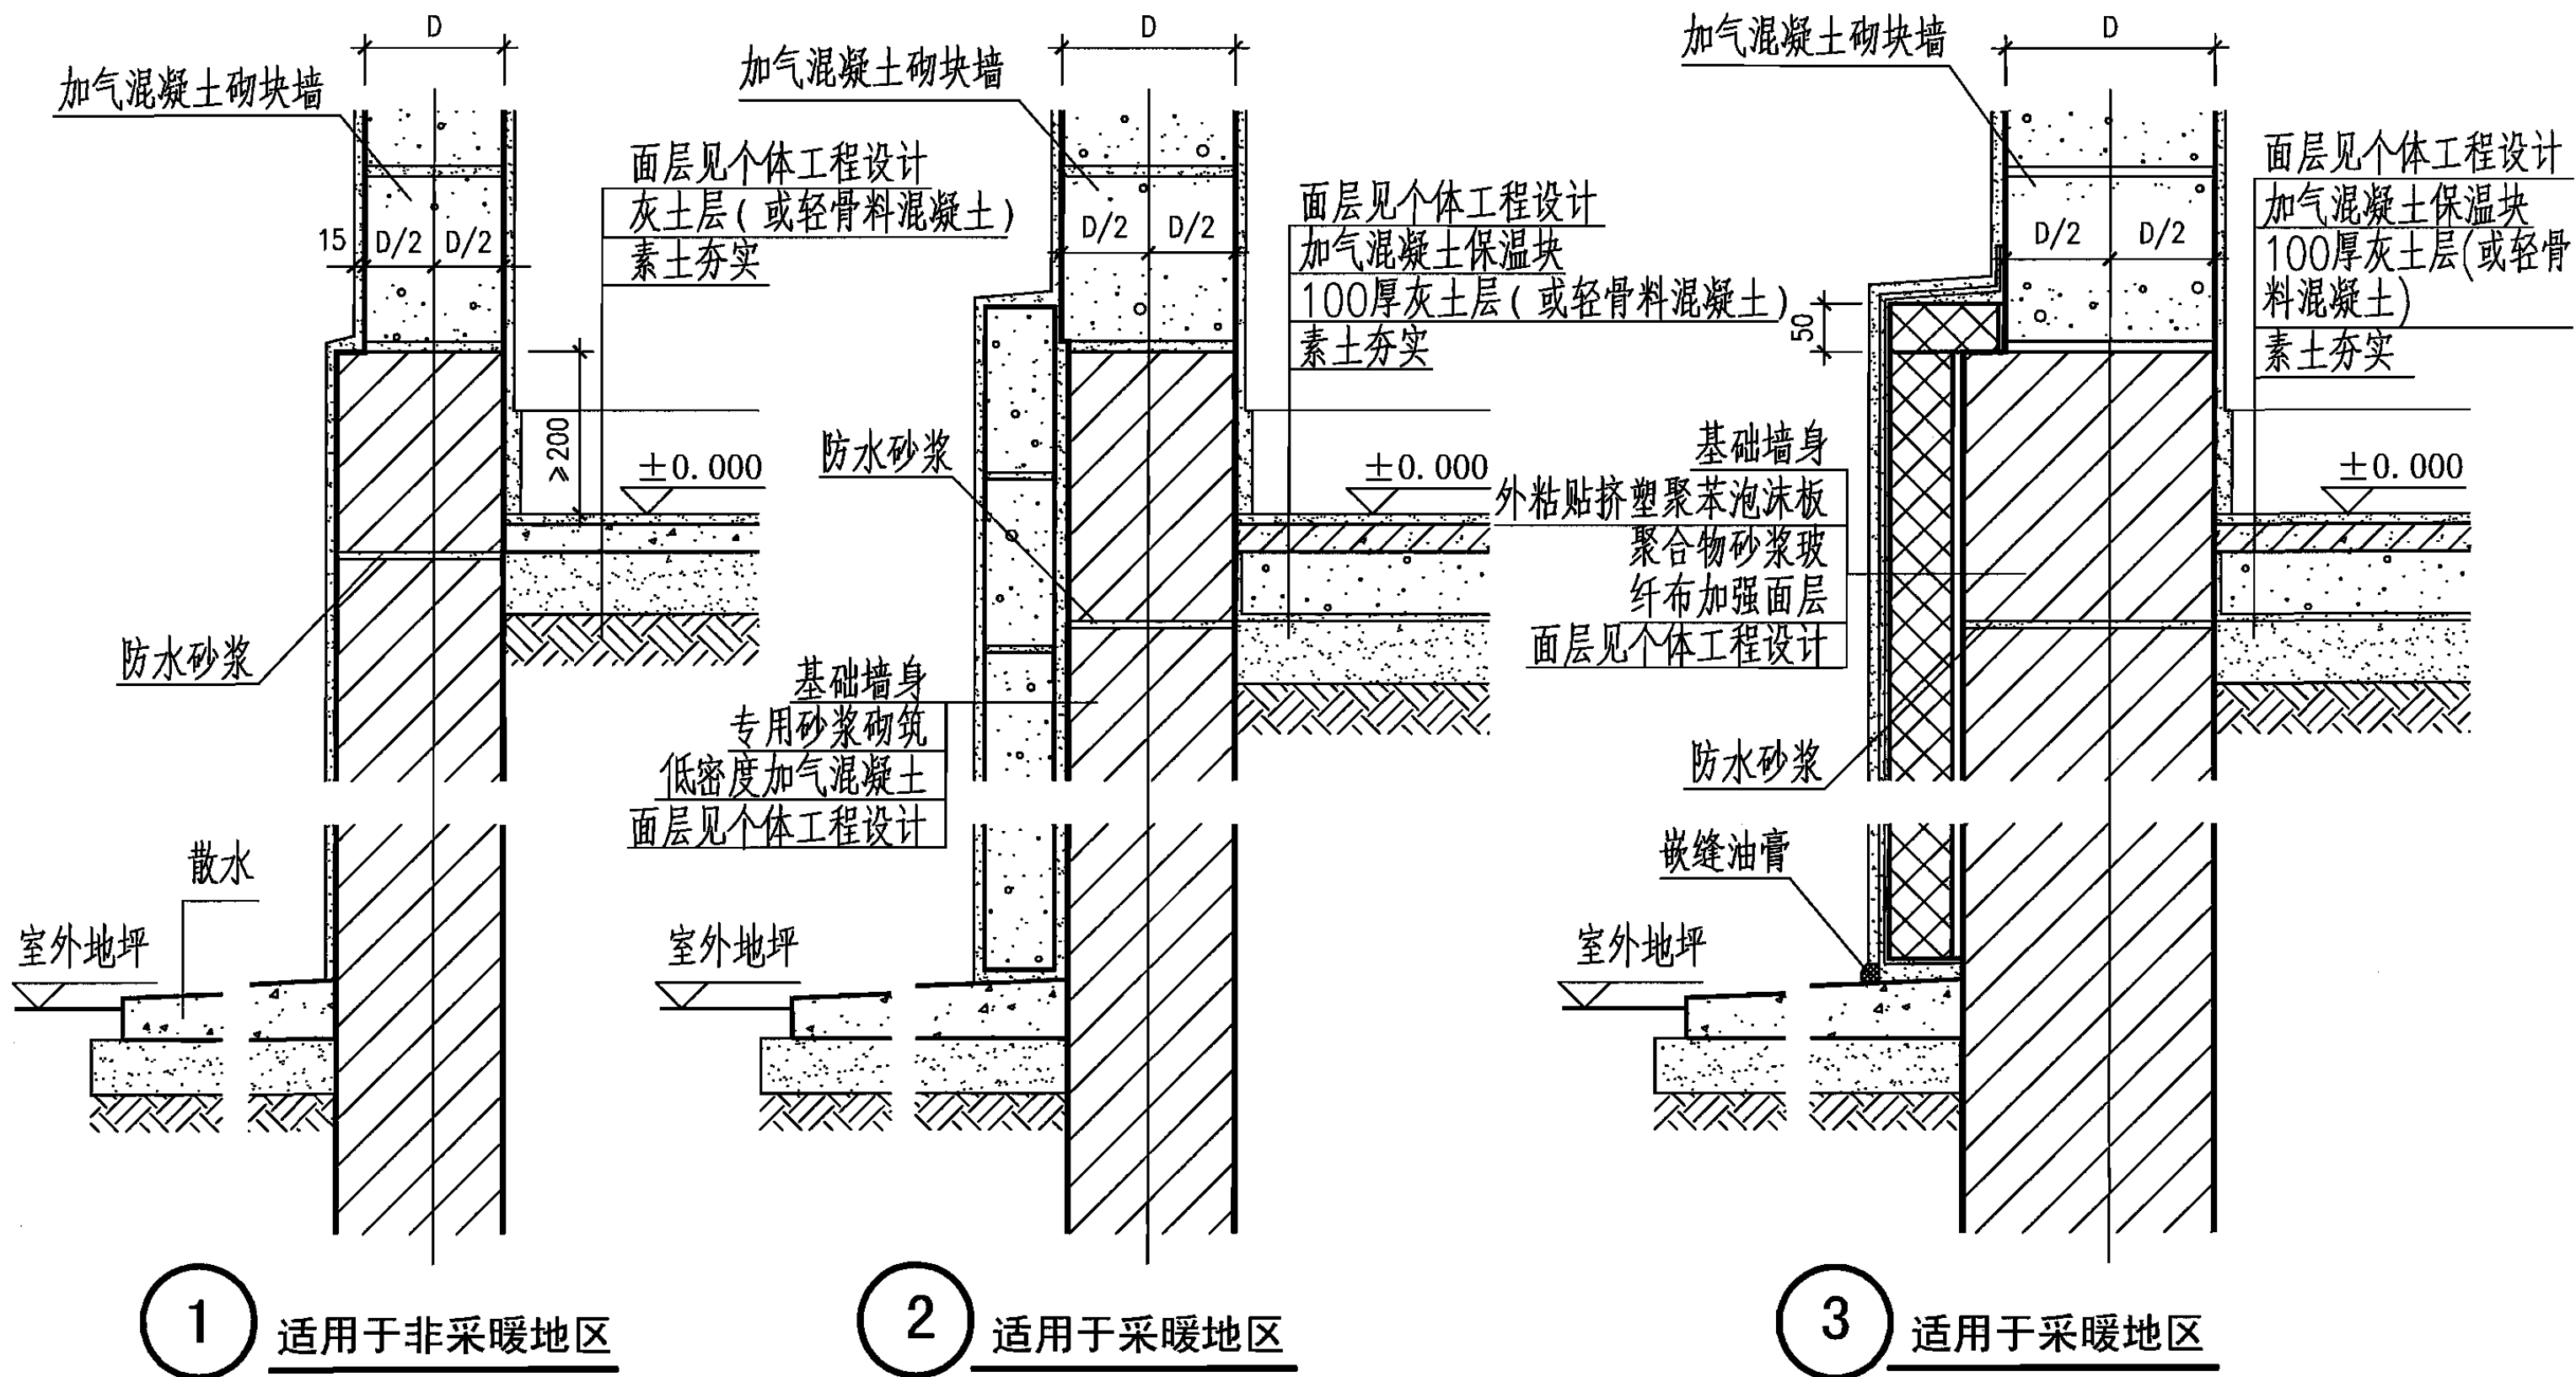 D
加气混凝土砌块墙
面层见个体工程设计
灰土层(或轻骨料混凝土)
素土夯实
15
D/2
D/2
≥200
±0.000
防水砂浆
散水
室外地坪
1
适用于非采暖地区
D
加气混凝土砌块墙
D/2
D/2
面层见个体工程设计
加气混凝土保温块
100厚灰土层(或轻骨料混凝土)
素土夯实
防水砂浆
±0.000
基础墙身
专用砂浆砌筑
低密度加气混凝土
面层见个体工程设计
室外地坪
2
适用于采暖地区
D
加气混凝土砌块墙
D/2
D/2
面层见个体工程设计
加气混凝土保温块
100厚灰土层(或轻骨
料混凝土)
素土夯实
50
基础墙身
外粘贴挤塑聚苯泡沫板
聚合物砂浆玻
纤布加强面层
面层见个体工程设计
±0.000
防水砂浆
嵌缝油膏
室外地坪
3
适用于采暖地区